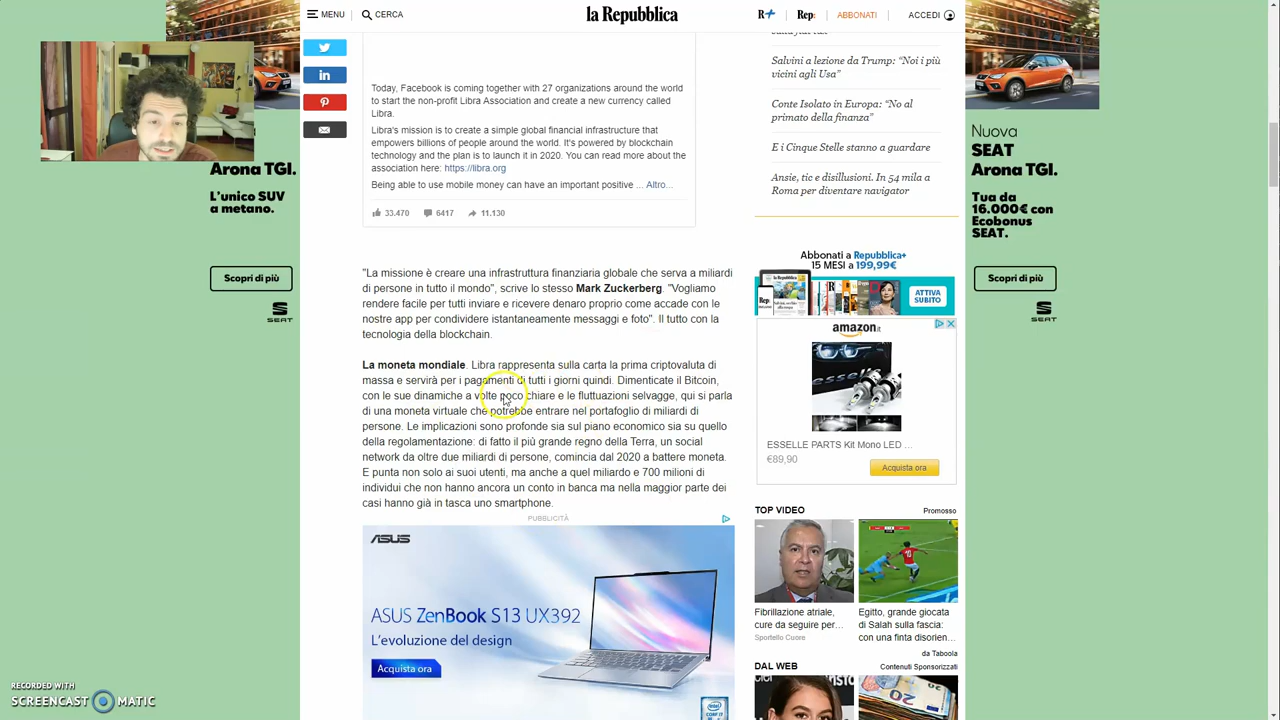 MENU
CERCA
la Repubblica
R+
Rep:
ABBONATI
ACCEDI
Arona TGI.
L'unico SUV
a metano.
Scopri di più
SEAT
Today, Facebook is coming together with 27 organizations around the world
to start the non-profit Libra Association and create a new currency called
Libra.
Libra's mission is to create a simple global financial infrastructure that
empowers billions of people around the world. It's powered by blockchain
technology and the plan is to launch it in 2020. You can read more about the
association here: https://libra.org
Being able to use mobile money can have an important positive ... Altro...
33.470
6417
11.130
"La missione è creare una infrastruttura finanziaria globale che serva a miliardi
di persone in tutto il mondo", scrive lo stesso Mark Zuckerberg. "Vogliamo
rendere facile per tutti inviare e ricevere denaro proprio come accade con le
nostre app per condividere istantaneamente messaggi e foto". Il tutto con la
tecnologia della blockchain.
La moneta mondiale. Libra rappresenta sulla carta la prima criptovaluta di
massa e servirà per i pagamenti di tutti i giorni quindi. Dimenticate il Bitcoin,
con le sue dinamiche a volte poco chiare e le fluttuazioni selvagge, qui si parla
di una moneta virtuale che intende entrare nel portafoglio di miliardi di
persone. Le implicazioni sono profonde sia sul piano economico sia su quello
della regolamentazione: di fatto il più grande regno della Terra, un social
network da oltre due miliardi di persone, comincia dal 2020 a battere moneta.
E punta non solo ai suoi utenti, ma anche a quel miliardo e 700 milioni di
individui che non hanno ancora un conto in banca ma nella maggior parte dei
casi hanno già in tasca uno smartphone.
PUBBLICITÀ
ASUS
ASUS ZenBook S13 UX392
L'evoluzione del design
Acquista ora
Salvini a lezione da Trump: “Noi i più
vicini agli Usa”
Conte Isolato in Europa: “No al
primato della finanza”
E i Cinque Stelle stanno a guardare
Ansie, tic e disillusioni. In 54 mila a
Roma per diventare navigator
Abbonati a Repubblica+
15 MESI a 199,99€
ATTIVA
SUBITO
amazon.it
ESSELLE PARTS Kit Mono LED ...
€89,90
Acquista ora
TOP VIDEO
Promosso
Fibrillazione atriale,
cure da seguire per...
Sportello Cuore
Egitto, grande giocata
di Salah sulla fascia:
con una finta disorien...
da Taboola
DAL WEB
Contenuti Sponsorizzati
Nuova
SEAT
Arona TGI.
Tua da
16.000€ con
Ecobonus
SEAT.
Scopri di più
SEAT
RECORDED WITH
SCREENCAST MATIC